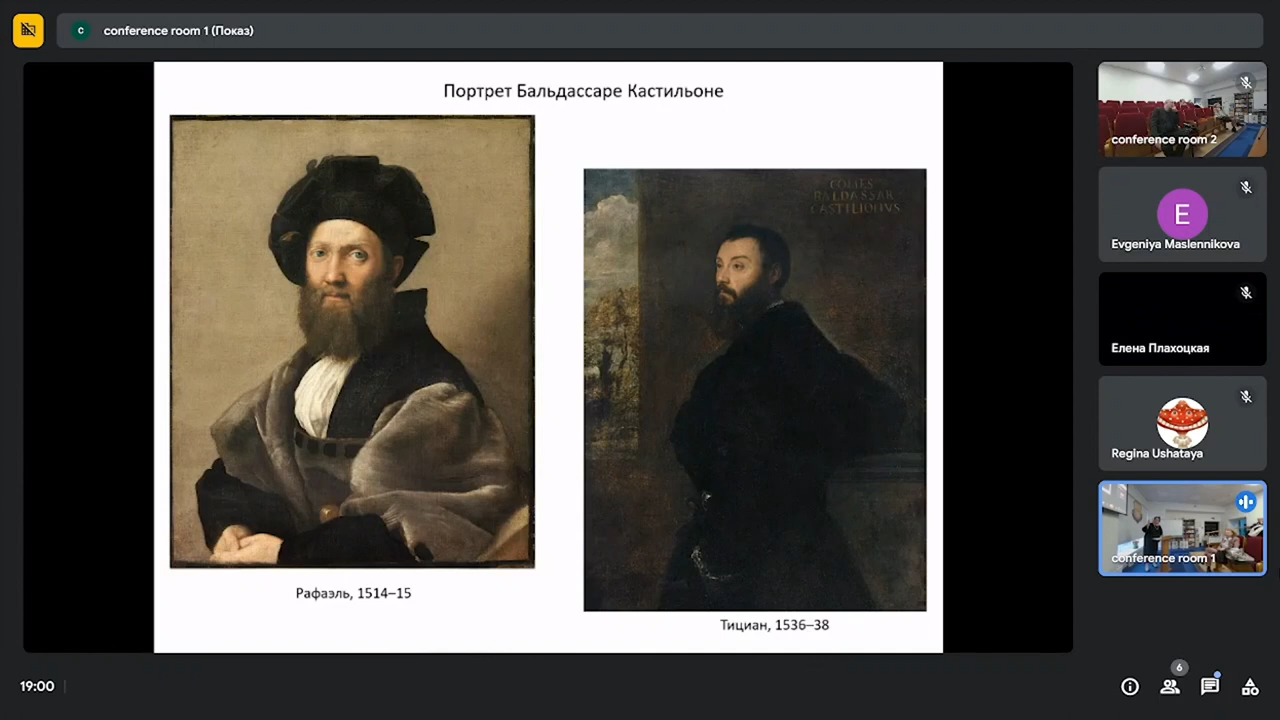 c conference room 1 (Показ)
Портрет Бальдассаре Кастильоне
COMES
BALDASSAR
CASTILIONVS
Рафаэль, 1514–15
Тициан, 1536–38
conference room 2
E
Evgeniya Maslennikova
Елена Плахоцкая
Regina Ushataya
conference room 1
19:00
6